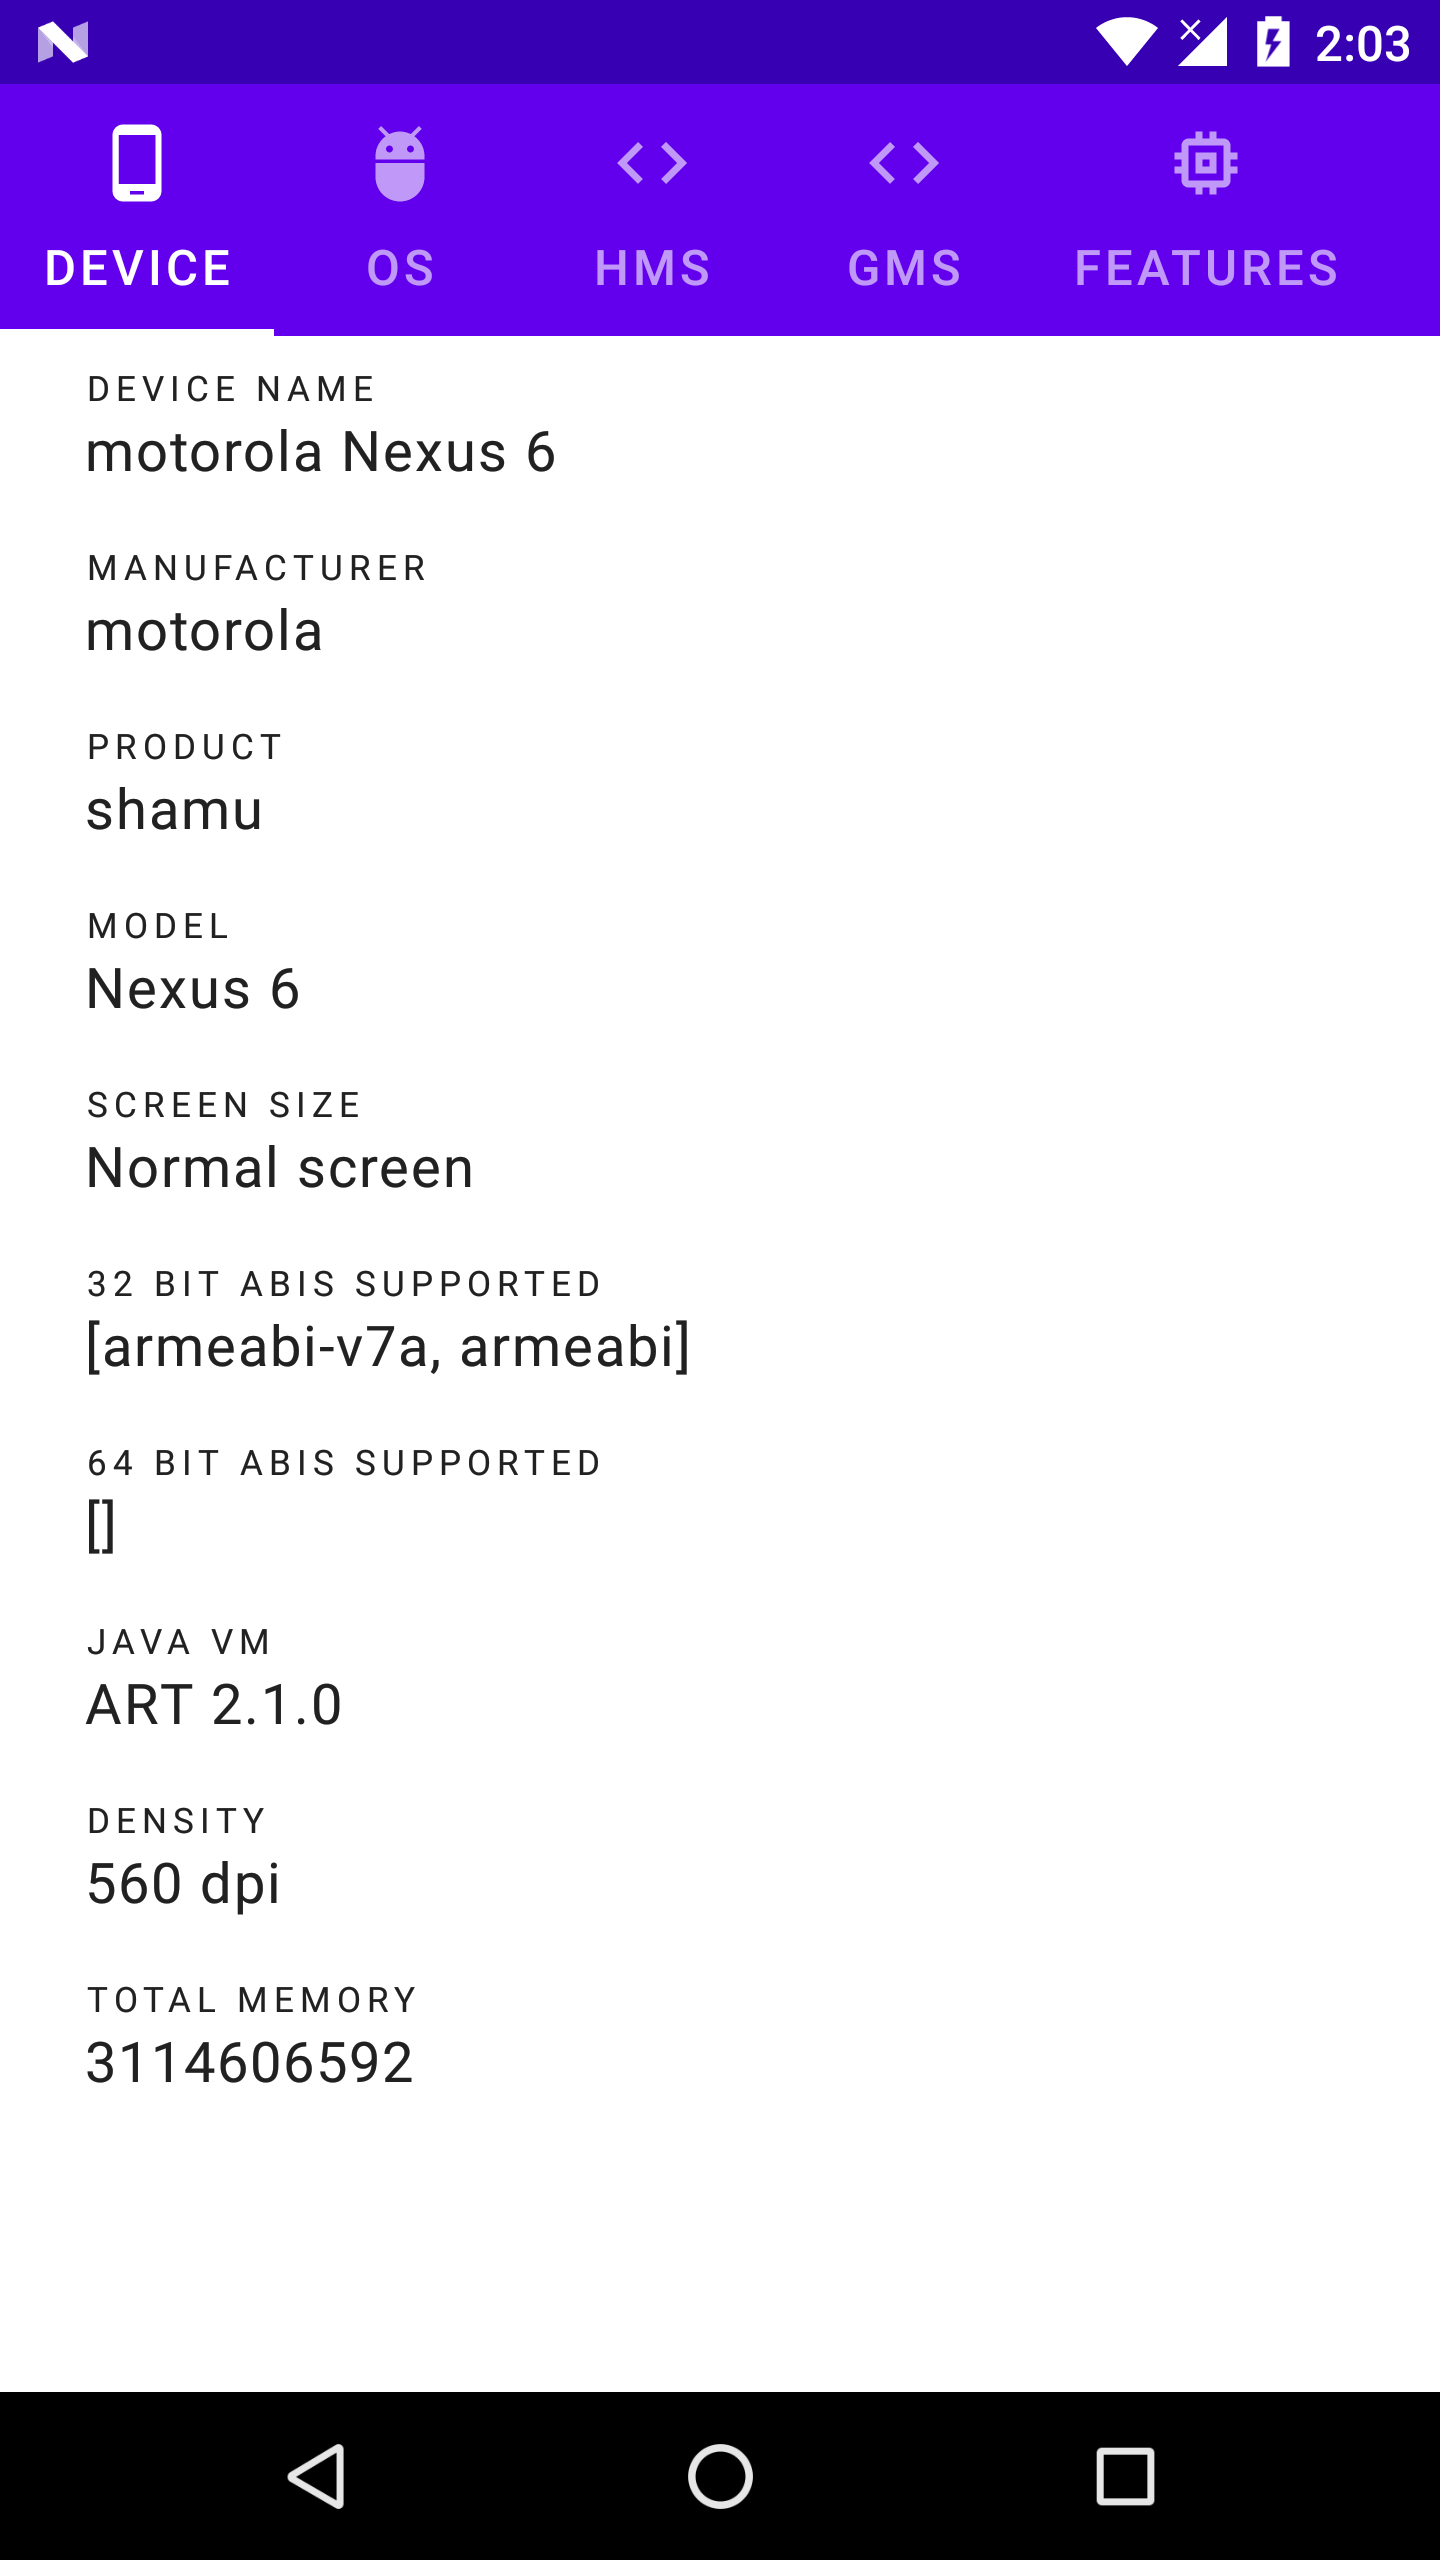 2:03
DEVICE
OS
HMS
GMS
FEATURES
DEVICE NAME
motorola Nexus 6
MANUFACTURER
motorola
PRODUCT
shamu
MODEL
Nexus 6
SCREEN SIZE
Normal screen
32 BIT ABIS SUPPORTED
[armeabi-v7a, armeabi]
64 BIT ABIS SUPPORTED
[]
JAVA VM
ART 2.1.0
DENSITY
560 dpi
TOTAL MEMORY
3114606592